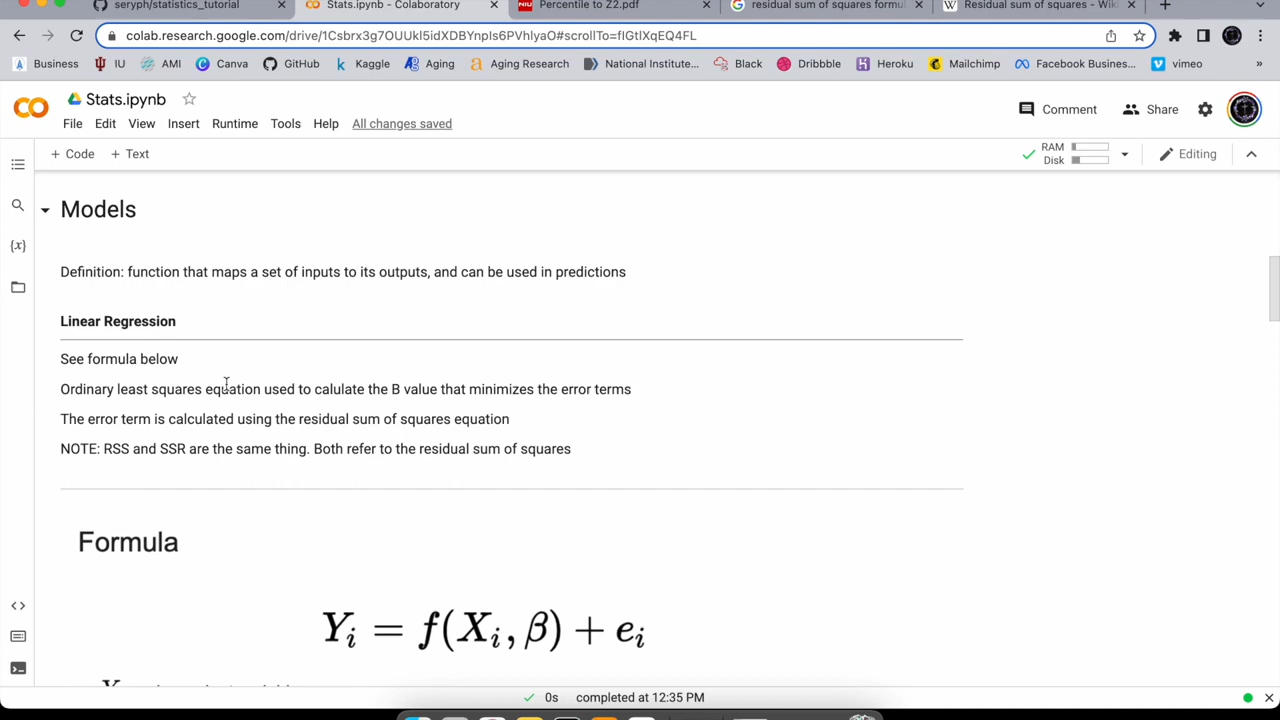 seryph/statistics_tutorial
Stats.ipynb - Colaboratory
Percentile to Z2.pdf
residual sum of squares formul
Residual sum of squares - Wiki
colab.research.google.com/drive/1Csbrx3g7OUUkl5idXDBYnpIs6PVhlyaO#scrollTo=fIGtlXqEQ4FL
Business
IU
AMI
Canva
GitHub
Kaggle
Aging
Aging Research
National Institute...
Black
Dribbble
Heroku
Mailchimp
Facebook Busines...
vimeo
»
Stats.ipynb
File Edit View Insert Runtime Tools Help All changes saved
Comment
Share
+ Code + Text
RAM
Disk
Editing
Models
Definition: function that maps a set of inputs to its outputs, and can be used in predictions
Linear Regression
See formula below
Ordinary least squares equation used to calulate the B value that minimizes the error terms
The error term is calculated using the residual sum of squares equation
NOTE: RSS and SSR are the same thing. Both refer to the residual sum of squares
Formula
Yᵢ = f(Xᵢ, β) + eᵢ
0s completed at 12:35 PM